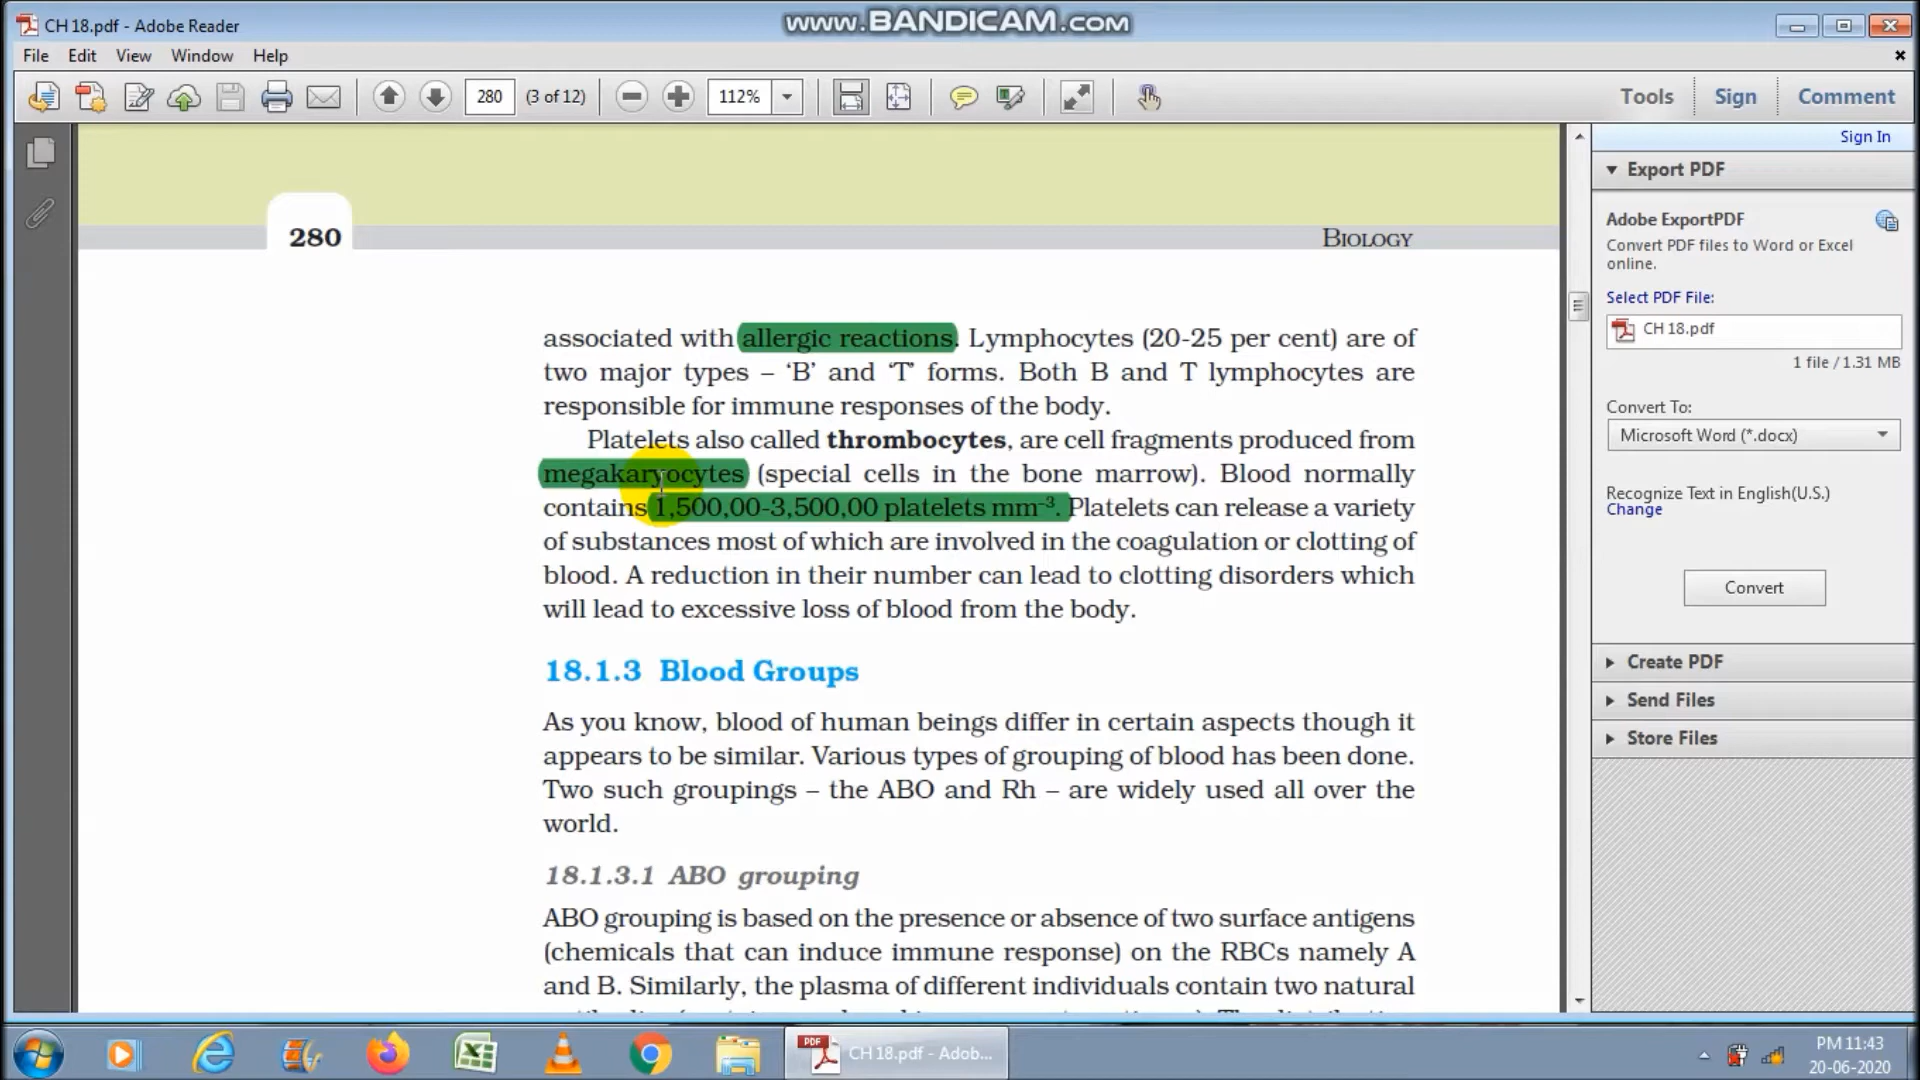 CH 18.pdf - Adobe Reader
www.BANDICAM.com
File Edit View Window Help
280 (3 of 12) 112% Tools Sign Comment
Sign In
Export PDF
Adobe ExportPDF
Convert PDF files to Word or Excel
online.
Select PDF File:
CH 18.pdf
1 file / 1.31 MB
Convert To:
Microsoft Word (*.docx)
Recognize Text in English(U.S.)
Change
Convert
Create PDF
Send Files
Store Files
280 BIOLOGY
associated with allergic reactions. Lymphocytes (20-25 per cent) are of
two major types – ‘B’ and ‘T’ forms. Both B and T lymphocytes are
responsible for immune responses of the body.
Platelets also called thrombocytes, are cell fragments produced from
megakaryocytes (special cells in the bone marrow). Blood normally
contains 1,500,00-3,500,00 platelets mm⁻³. Platelets can release a variety
of substances most of which are involved in the coagulation or clotting of
blood. A reduction in their number can lead to clotting disorders which
will lead to excessive loss of blood from the body.
18.1.3 Blood Groups
As you know, blood of human beings differ in certain aspects though it
appears to be similar. Various types of grouping of blood has been done.
Two such groupings – the ABO and Rh – are widely used all over the
world.
18.1.3.1 ABO grouping
ABO grouping is based on the presence or absence of two surface antigens
(chemicals that can induce immune response) on the RBCs namely A
and B. Similarly, the plasma of different individuals contain two natural
PDF
CH 18.pdf - Adob...
PM 11:43
20-06-2020